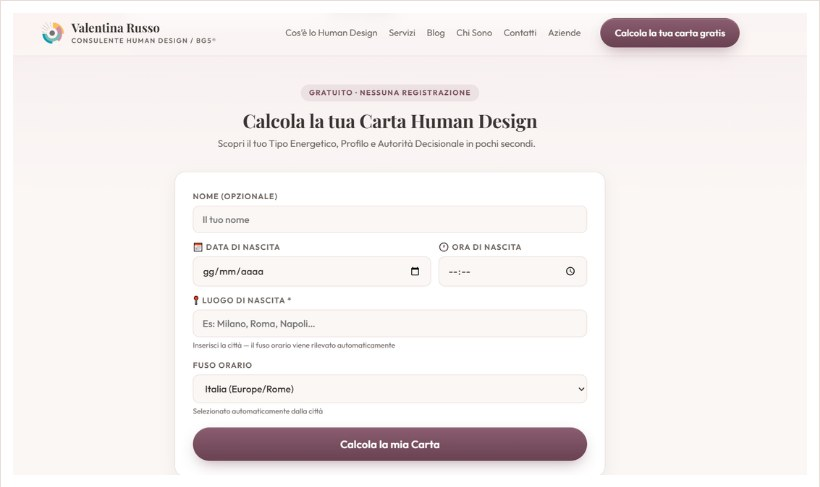 Valentina Russo
CONSULENTE HUMAN DESIGN / BG5®
Cos'è lo Human Design Servizi Blog Chi Sono Contatti Aziende Calcola la tua carta gratis
GRATUITO · NESSUNA REGISTRAZIONE
Calcola la tua Carta Human Design
Scopri il tuo Tipo Energetico, Profilo e Autorità Decisionale in pochi secondi.
NOME (OPZIONALE)
Il tuo nome
DATA DI NASCITA ORA DI NASCITA
gg/mm/aaaa --:--
LUOGO DI NASCITA *
Es: Milano, Roma, Napoli...
Inserisci la città — il fuso orario viene rilevato automaticamente
FUSO ORARIO
Italia (Europe/Rome)
Selezionato automaticamente dalla città
Calcola la mia Carta